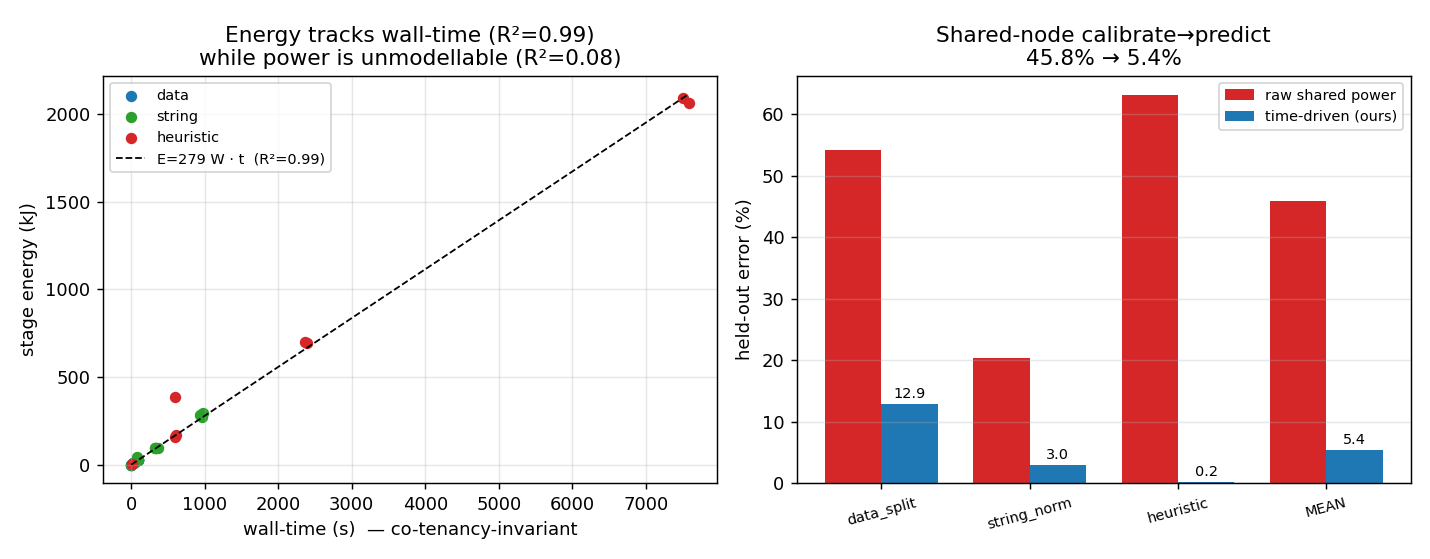 Energy tracks wall-time (R²=0.99)
while power is unmodellable (R²=0.08)
data
string
heuristic
E=279 W · t  (R²=0.99)
stage energy (kJ)
2000
1500
1000
500
0
0 1000 2000 3000 4000 5000 6000 7000
wall-time (s)  — co-tenancy-invariant
Shared-node calibrate→predict
45.8% → 5.4%
raw shared power
time-driven (ours)
held-out error (%)
60
50
40
30
20
10
0
12.9
3.0
0.2
5.4
data_split
string_norm
heuristic
MEAN